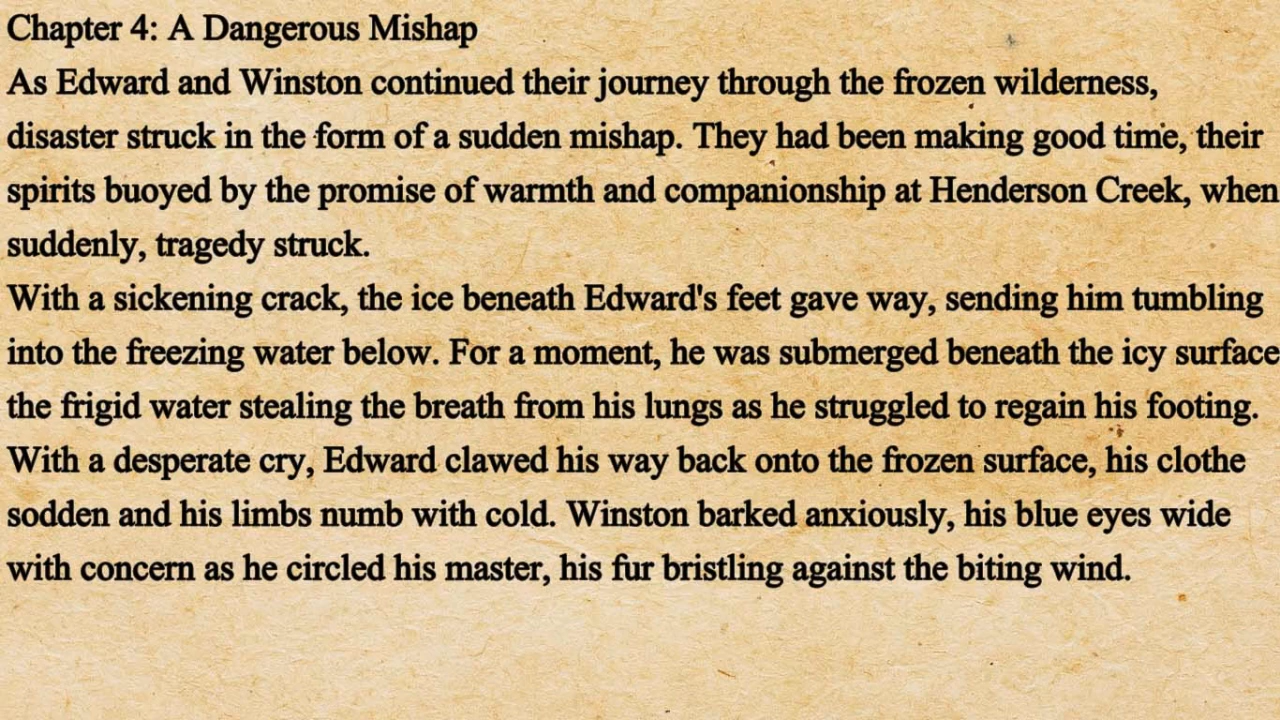 Chapter 4: A Dangerous Mishap
As Edward and Winston continued their journey through the frozen wilderness,
disaster struck in the form of a sudden mishap. They had been making good time, their
spirits buoyed by the promise of warmth and companionship at Henderson Creek, when
suddenly, tragedy struck.
With a sickening crack, the ice beneath Edward's feet gave way, sending him tumbling
into the freezing water below. For a moment, he was submerged beneath the icy surface
the frigid water stealing the breath from his lungs as he struggled to regain his footing.
With a desperate cry, Edward clawed his way back onto the frozen surface, his clothe
sodden and his limbs numb with cold. Winston barked anxiously, his blue eyes wide
with concern as he circled his master, his fur bristling against the biting wind.